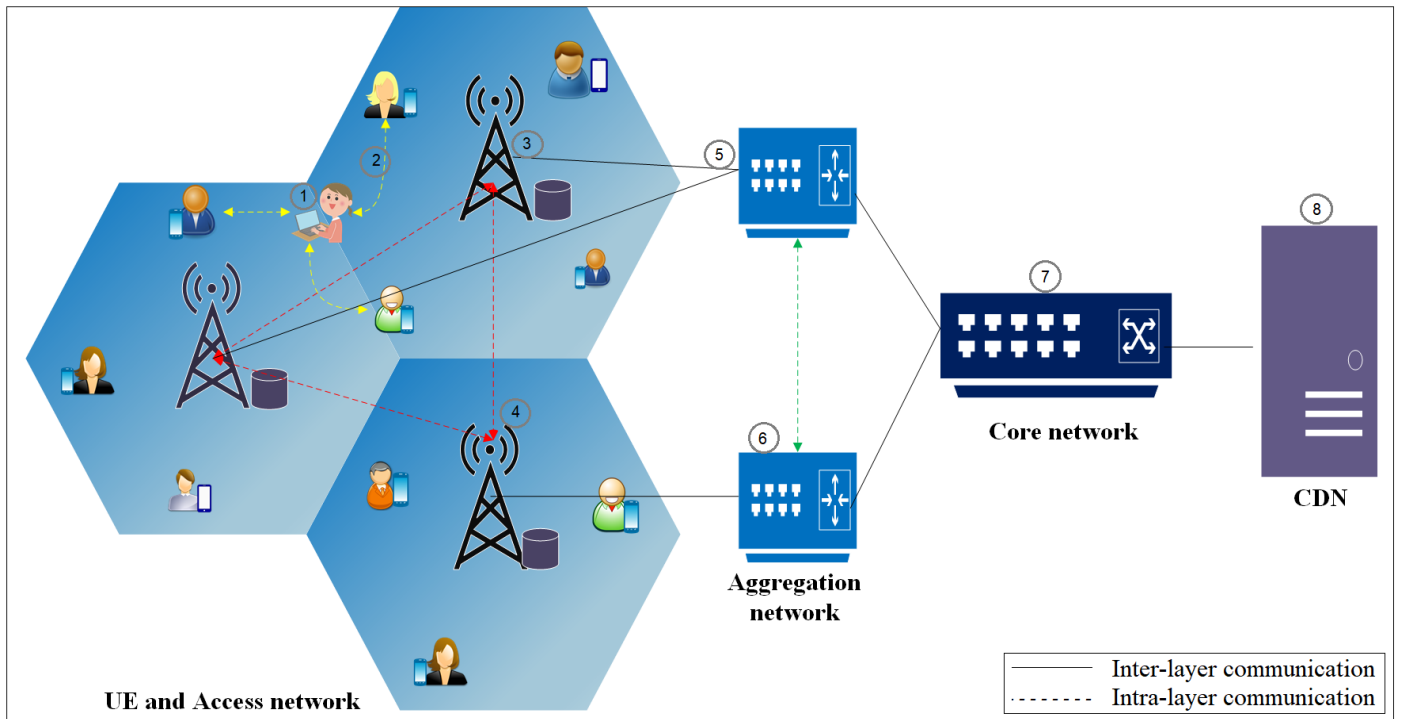 1
2
3
4
5
6
7
8
Core network
CDN
Aggregation
network
UE and Access network
Inter-layer communication
Intra-layer communication